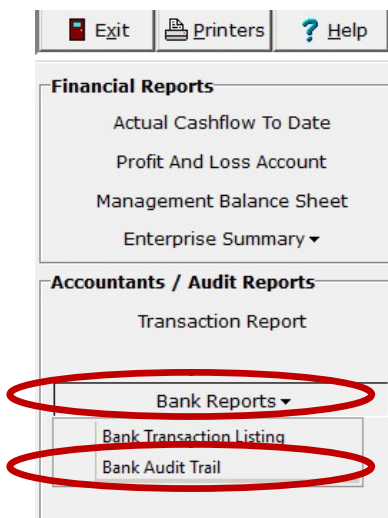 Exit Printers Help
Financial Reports
Actual Cashflow To Date
Profit And Loss Account
Management Balance Sheet
Enterprise Summary
Accountants / Audit Reports
Transaction Report
Bank Reports
Bank Transaction Listing
Bank Audit Trail